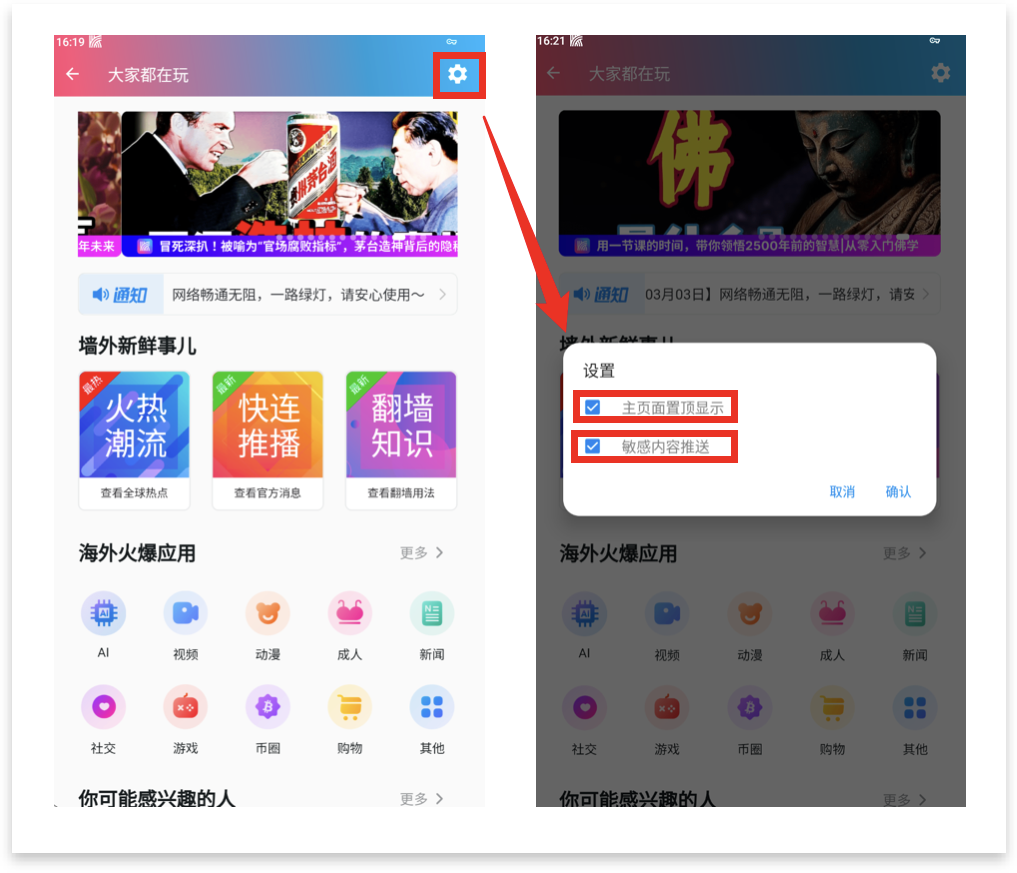 16:19
大家都在玩
贵州茅台酒
年未来
冒死深扒！被喻为“官场腐败指标”，茅台造神背后的隐
通知
网络畅通无阻，一路绿灯，请安心使用～
墙外新鲜事儿
最热
火热
潮流
查看全球热点
最新
快连
推播
查看官方消息
最新
翻墙
知识
查看翻墙用法
海外火爆应用
更多
AI
视频
动漫
成人
新闻
社交
游戏
币圈
购物
其他
你可能感兴趣的人
更多
16:21
大家都在玩
佛
用一节课的时间，带你领悟2500年前的智慧|从零入门佛学
通知
03月03日】网络畅通无阻，一路绿灯，请安
墙外新鲜事儿
设置
主页面置顶显示
敏感内容推送
取消
确认
海外火爆应用
更多
AI
视频
动漫
成人
新闻
社交
游戏
币圈
购物
其他
你可能感兴趣的人
更多